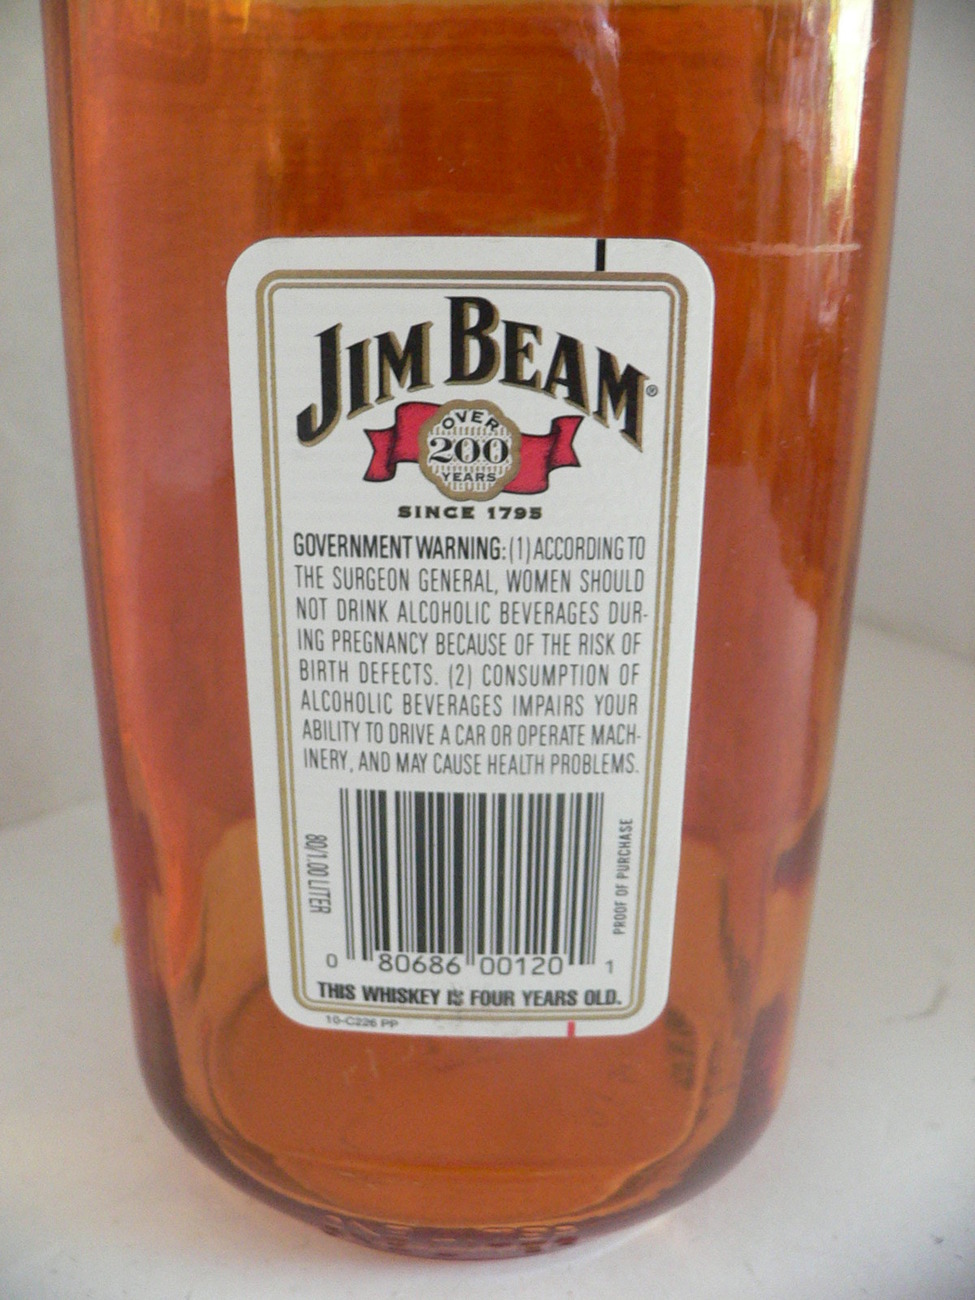 JIM BEAM®
OVER
200
YEARS
SINCE 1795
GOVERNMENT WARNING: (1) ACCORDING TO
THE SURGEON GENERAL, WOMEN SHOULD
NOT DRINK ALCOHOLIC BEVERAGES DUR-
ING PREGNANCY BECAUSE OF THE RISK OF
BIRTH DEFECTS. (2) CONSUMPTION OF
ALCOHOLIC BEVERAGES IMPAIRS YOUR
ABILITY TO DRIVE A CAR OR OPERATE MACH-
INERY, AND MAY CAUSE HEALTH PROBLEMS.
80/1.00 LITER
PROOF OF PURCHASE
0 80686 00120 1
THIS WHISKEY IS FOUR YEARS OLD.
10-C226 PP